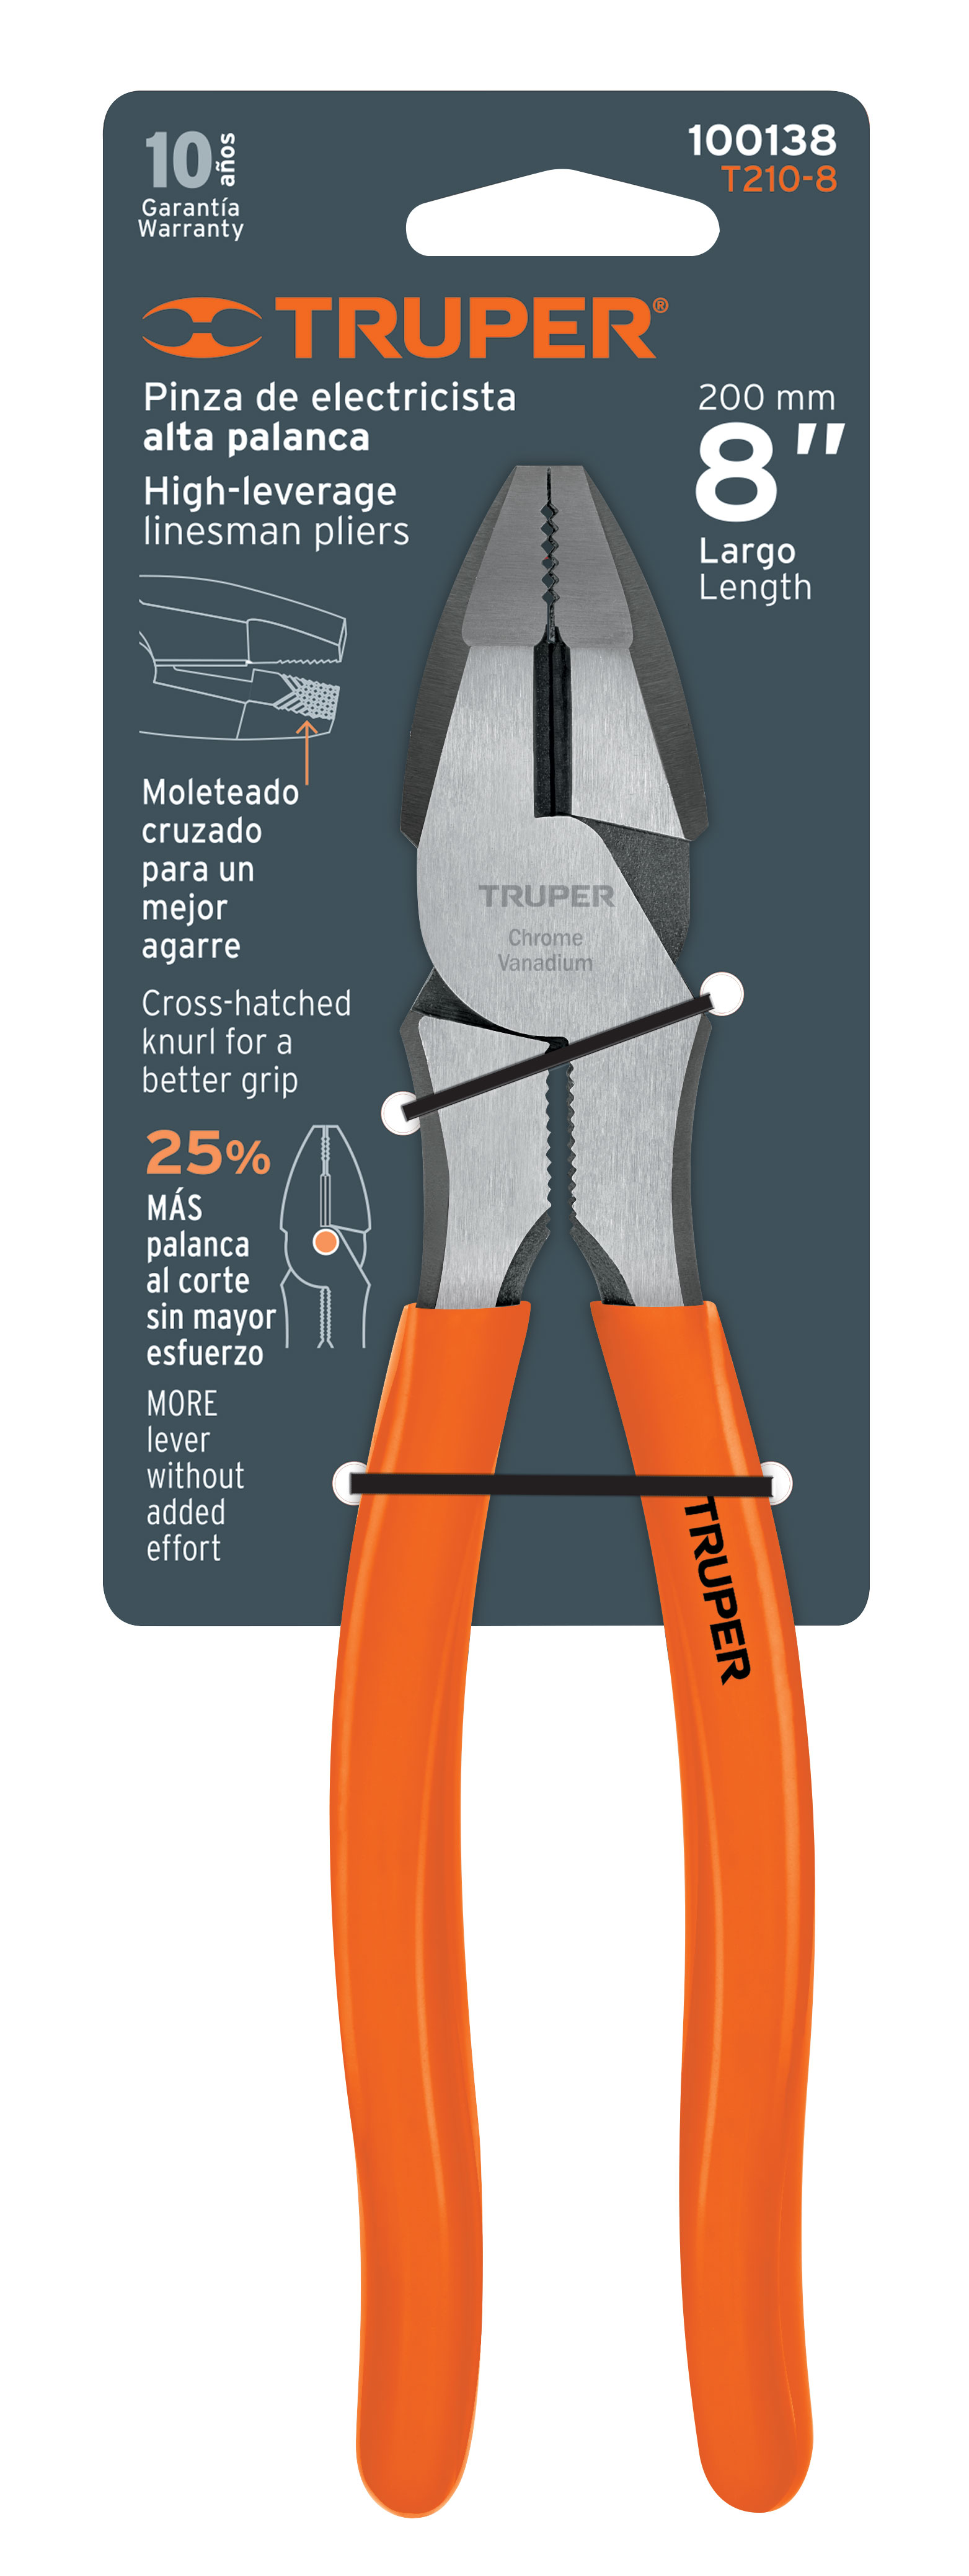 10 años
Garantía
Warranty
100138
T210-8
TRUPER®
Pinza de electricista
alta palanca
High-leverage
linesman pliers
200 mm
8"
Largo
Length
Moleteado
cruzado
para un
mejor
agarre
Cross-hatched
knurl for a
better grip
25%
MÁS
palanca
al corte
sin mayor
esfuerzo
MORE
lever
without
added
effort
TRUPER
Chrome
Vanadium
TRUPER